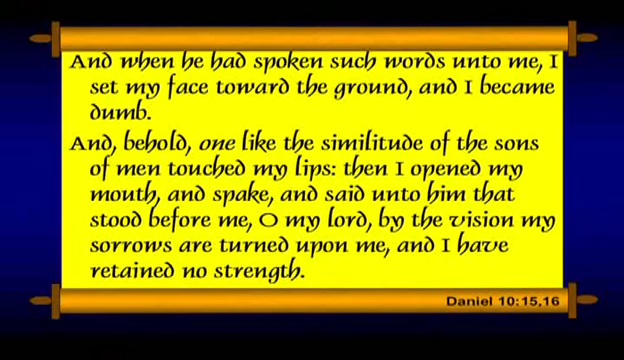 And when he had spoken such words unto me, I
set my face toward the ground, and I became
dumb.
And, behold, one like the similitude of the sons
of men touched my lips: then I opened my
mouth, and spake, and said unto him that
stood before me, O my lord, by the vision my
sorrows are turned upon me, and I have
retained no strength.
Daniel 10:15,16